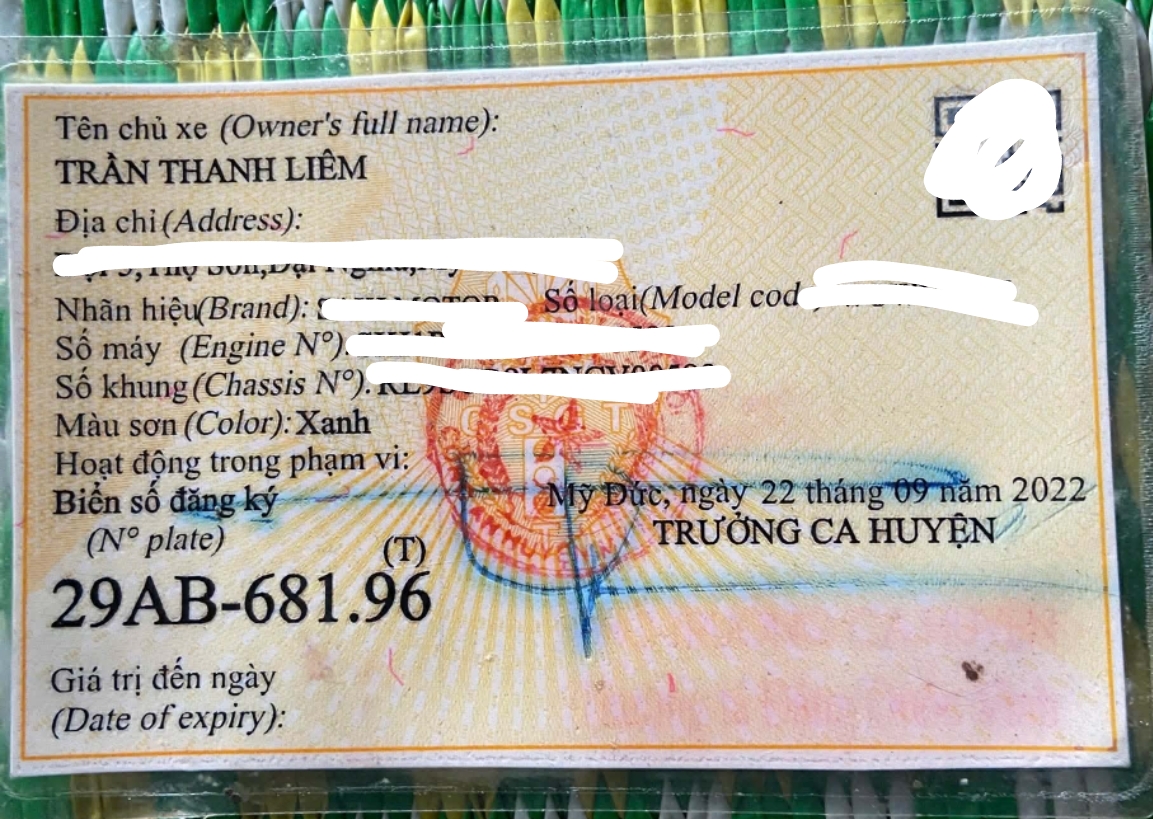 Tên chủ xe (Owner's full name):
TRẦN THANH LIÊM
Địa chỉ (Address):
Nhãn hiệu(Brand):
Số loại(Model cod
Số máy (Engine N°):
Số khung (Chassis N°):
Màu sơn (Color): Xanh
Hoạt động trong phạm vi:
Biển số đăng ký
(N° plate)
(T)
29AB-681.96
Mỹ Đức, ngày 22 tháng 09 năm 2022
TRƯỞNG CA HUYỆN
CSGT
Giá trị đến ngày
(Date of expiry):